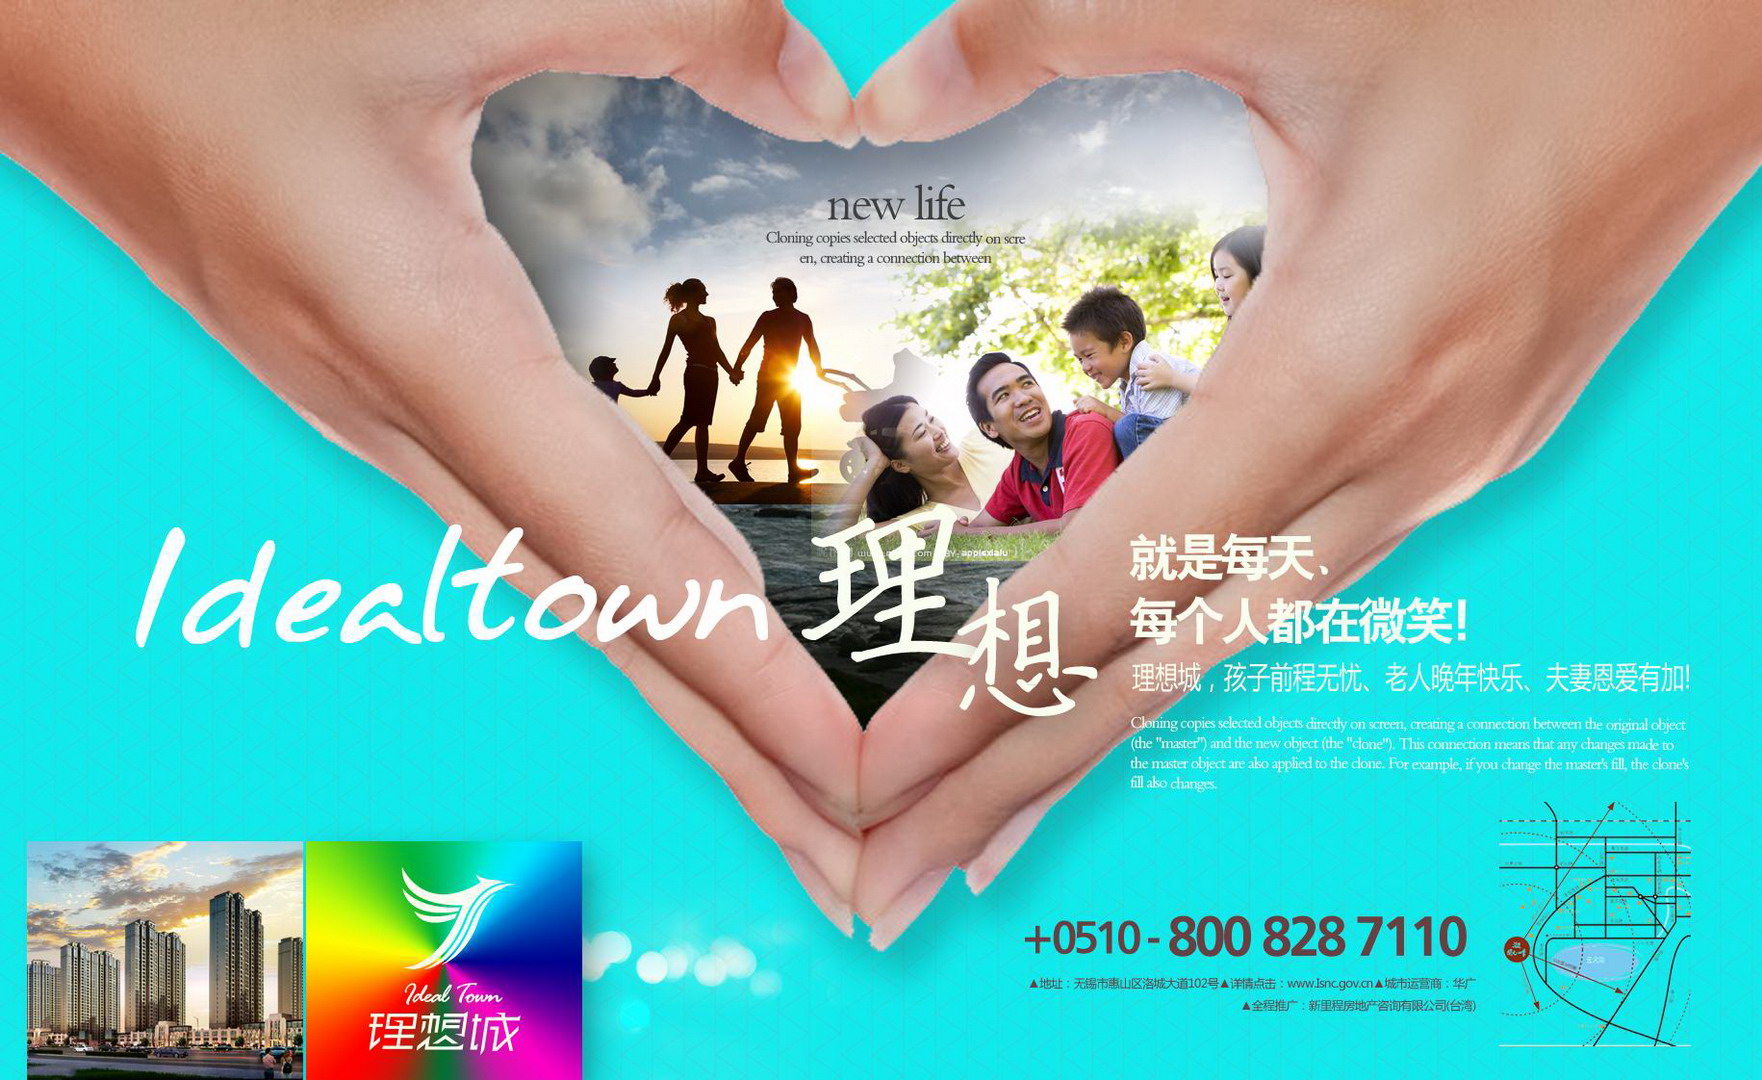 new life
Cloning copies selected objects directly on scre
en, creating a connection between
applexialu
Idealtown 理想
就是每天、
每个人都在微笑!
理想城，孩子前程无忧、老人晚年快乐、夫妻恩爱有加!
Cloning copies selected objects directly on screen, creating a connection between the original object
(the "master") and the new object (the "clone"). This connection means that any changes made to
the master object are also applied to the clone. For example, if you change the master's fill, the clone's
fill also changes.
Ideal Town
理想城
+0510 - 800 828 7110
▲地址：无锡市惠山区洛城大道102号▲详情点击：www.lsnc.gov.cn▲城市运营商：华广
▲全程推广：新里程房地产咨询有限公司(台湾)